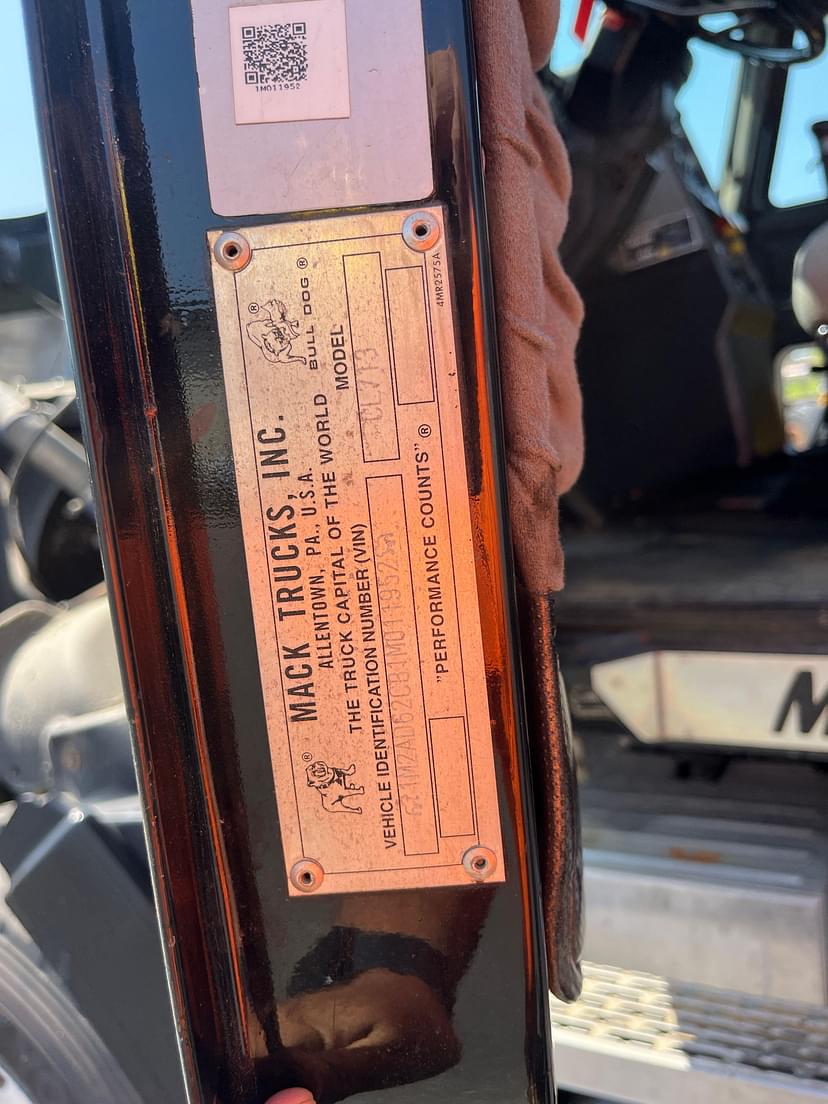 1M011952
MACK TRUCKS, INC.
ALLENTOWN, PA., U.S.A.
THE TRUCK CAPITAL OF THE WORLD
BULL DOG ®
®
®
VEHICLE IDENTIFICATION NUMBER (VIN)
MODEL
CL713
"PERFORMANCE COUNTS" ®
4MR2575A
M